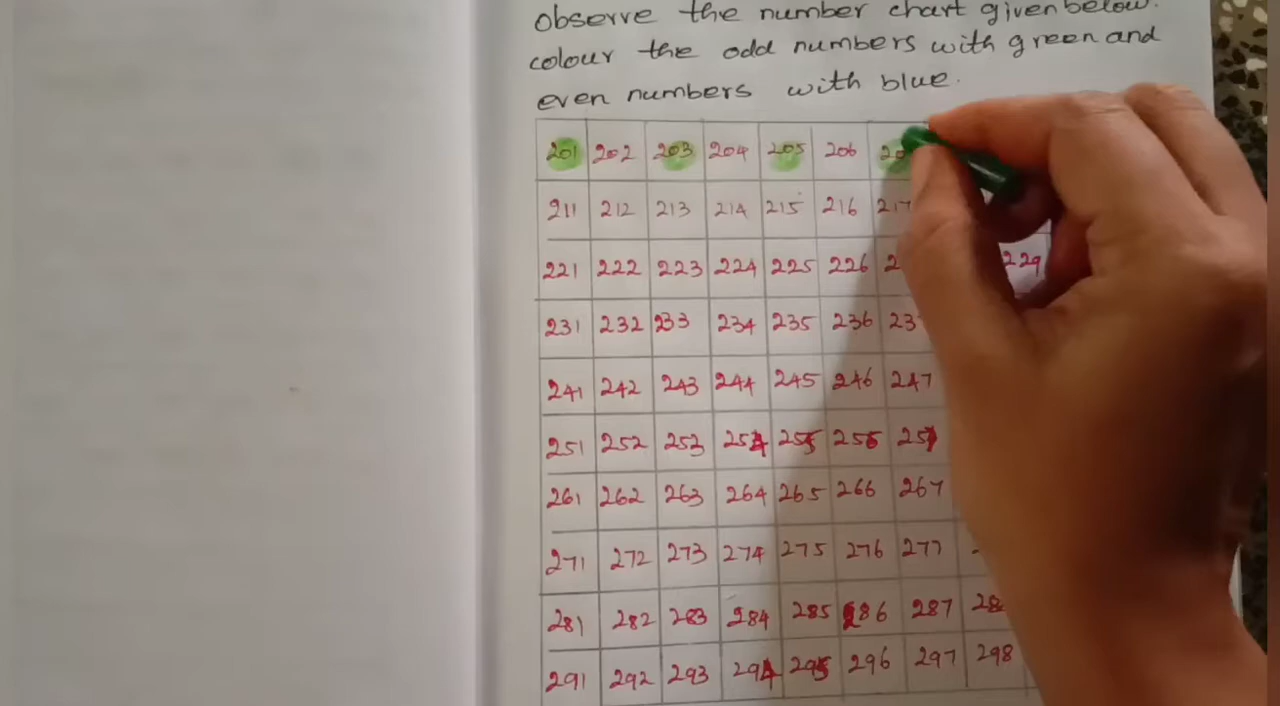 observe the number chart given below.
colour the odd numbers with green and
even numbers with blue.
201 202 203 204 205 206
211 212 213 214 215 216 217
221 222 223 224 225 226 229
231 232 233 234 235 236
241 242 243 244 245 246 247
251 252 253 254 255 256 257
261 262 263 264 265 266 267
271 272 273 274 275 276 277
281 282 283 284 285 286 287
291 292 293 294 295 296 297 298